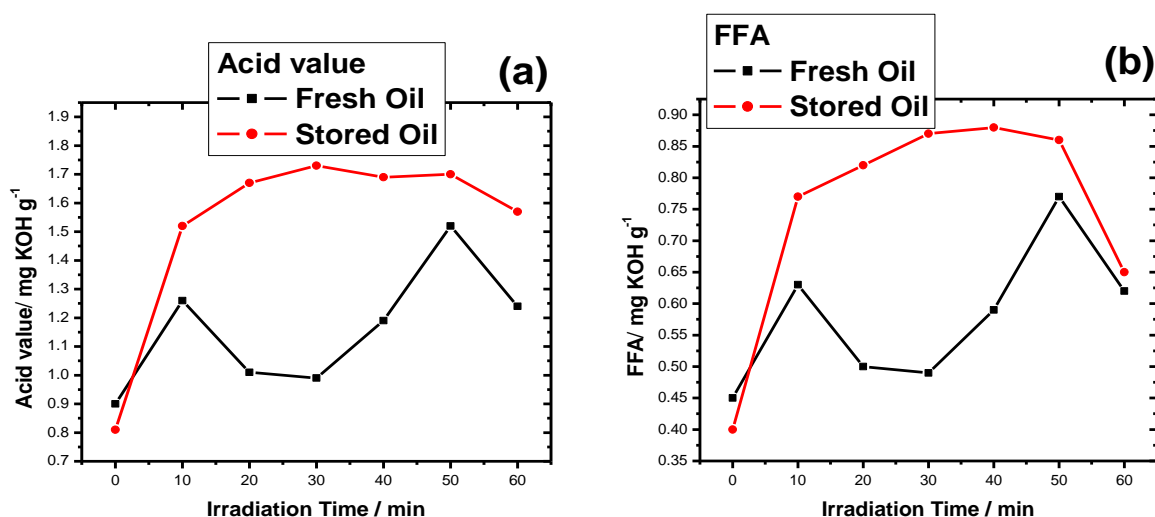 Acid value
Fresh Oil
Stored Oil
(a)
1.9
1.8
1.7
1.6
1.5
1.4
1.3
1.2
1.1
1.0
0.9
0.8
0.7
Acid value/ mg KOH g-1
0 10 20 30 40 50 60
Irradiation Time / min
FFA
Fresh Oil
Stored Oil
(b)
0.90
0.85
0.80
0.75
0.70
0.65
0.60
0.55
0.50
0.45
0.40
0.35
FFA/ mg KOH g-1
0 10 20 30 40 50 60
Irradiation Time / min